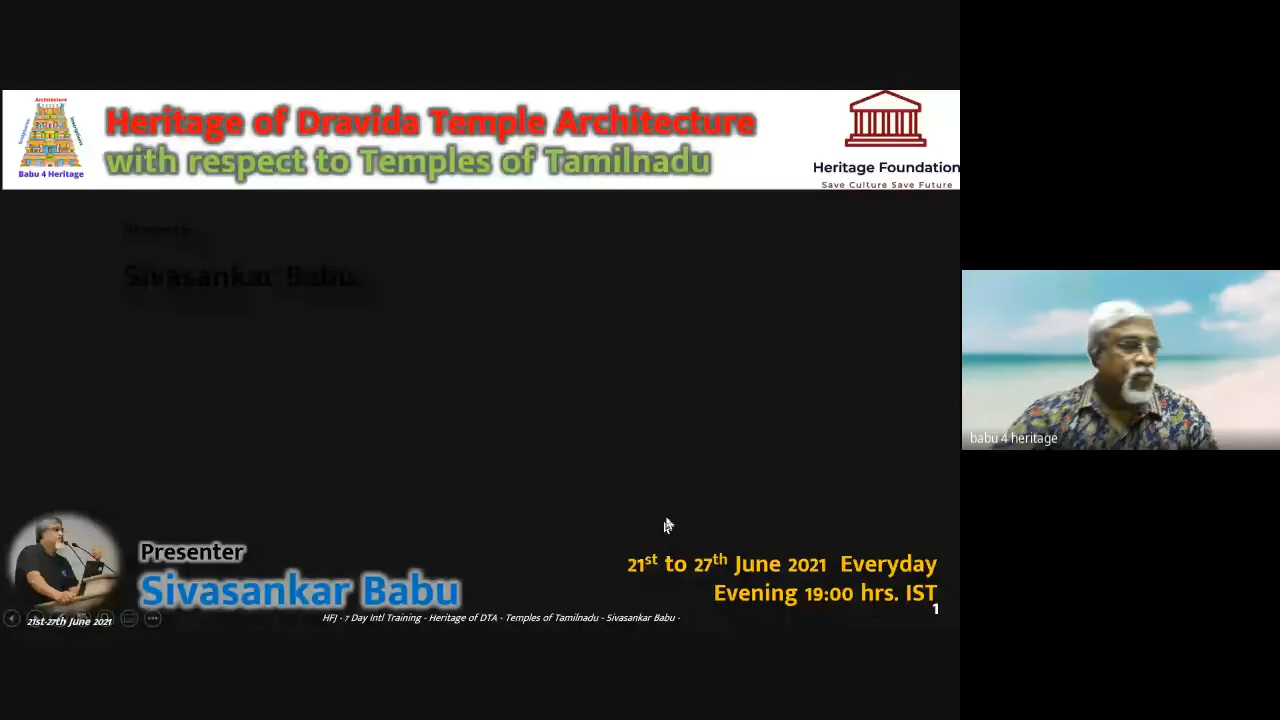 Architecture
Babu 4 Heritage
Heritage of Dravida Temple Architecture
with respect to Temples of Tamilnadu
Heritage Foundation
Save Culture Save Future
Sivasankar Babu
babu 4 heritage
Presenter
Sivasankar Babu
21st to 27th June 2021 Everyday
Evening 19:00 hrs. IST
1
21st-27th June 2021
HFJ - 7 Day Intl Training - Heritage of DTA - Temples of Tamilnadu - Sivasankar Babu -